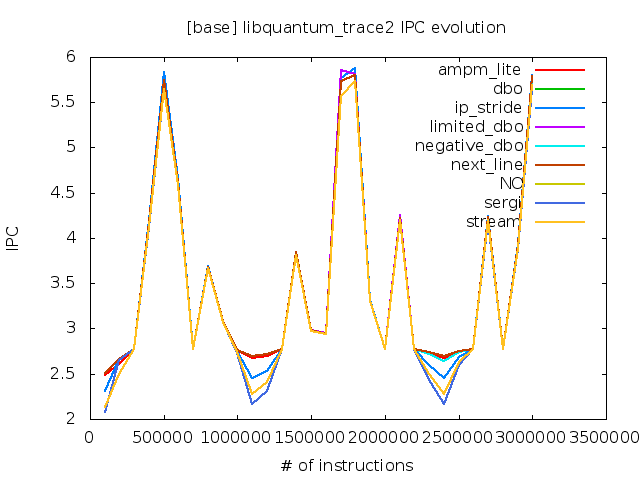 [base] libquantum_trace2 IPC evolution
6
5.5
5
4.5
4
3.5
3
2.5
2
IPC
ampm_lite
dbo
ip_stride
limited_dbo
negative_dbo
next_line
NO
sergi
stream
0
500000
1000000
1500000
2000000
2500000
3000000
3500000
# of instructions